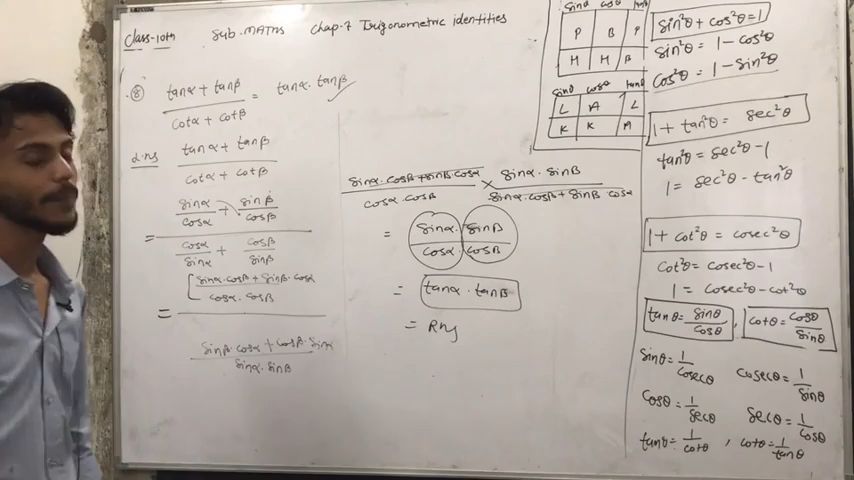 Class-10th Sub. MATHS Chap-7 Trigonometric identities
⑧ (tanα + tanβ)/(cotα + cotβ) = tanα · tanβ ✓
Ans (tanα + tanβ)/(cotα + cotβ)
= (sinα/cosα + sinβ/cosβ)/(cosα/sinα + cosβ/sinβ)
= ((sinα·cosβ + sinβ·cosα)/(cosα·cosβ))/((sinβ·cosα + cosβ·sinα)/(sinα·sinβ))
(sinα·cosβ + sinβ·cosα)/(cosα·cosβ) × (sinα·sinβ)/(sinα·cosβ + sinβ·cosα)
= (sinα·sinβ)/(cosα·cosβ)
= tanα · tanβ
= RHS
sinθ cosθ tanθ
P B P
H H B
sinθ cosθ tanθ
L A L
K K A
sin²θ + cos²θ = 1
sin²θ = 1 - cos²θ
cos²θ = 1 - sin²θ
1 + tan²θ = sec²θ
tan²θ = sec²θ - 1
1 = sec²θ - tan²θ
1 + cot²θ = cosec²θ
cot²θ = cosec²θ - 1
1 = cosec²θ - cot²θ
tanθ = sinθ/cosθ , cotθ = cosθ/sinθ
sinθ = 1/cosecθ cosecθ = 1/sinθ
cosθ = 1/secθ secθ = 1/cosθ
tanθ = 1/cotθ , cotθ = 1/tanθ